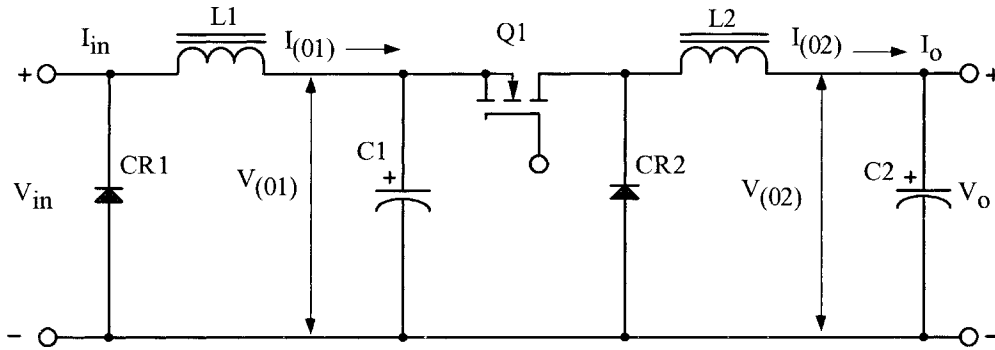 L1
Q1
L2
I_in
I_(01)
I_(02)
I_o
+
+
CR1
C1
+
CR2
C2
+
V_in
V_(01)
V_(02)
V_o
-
-